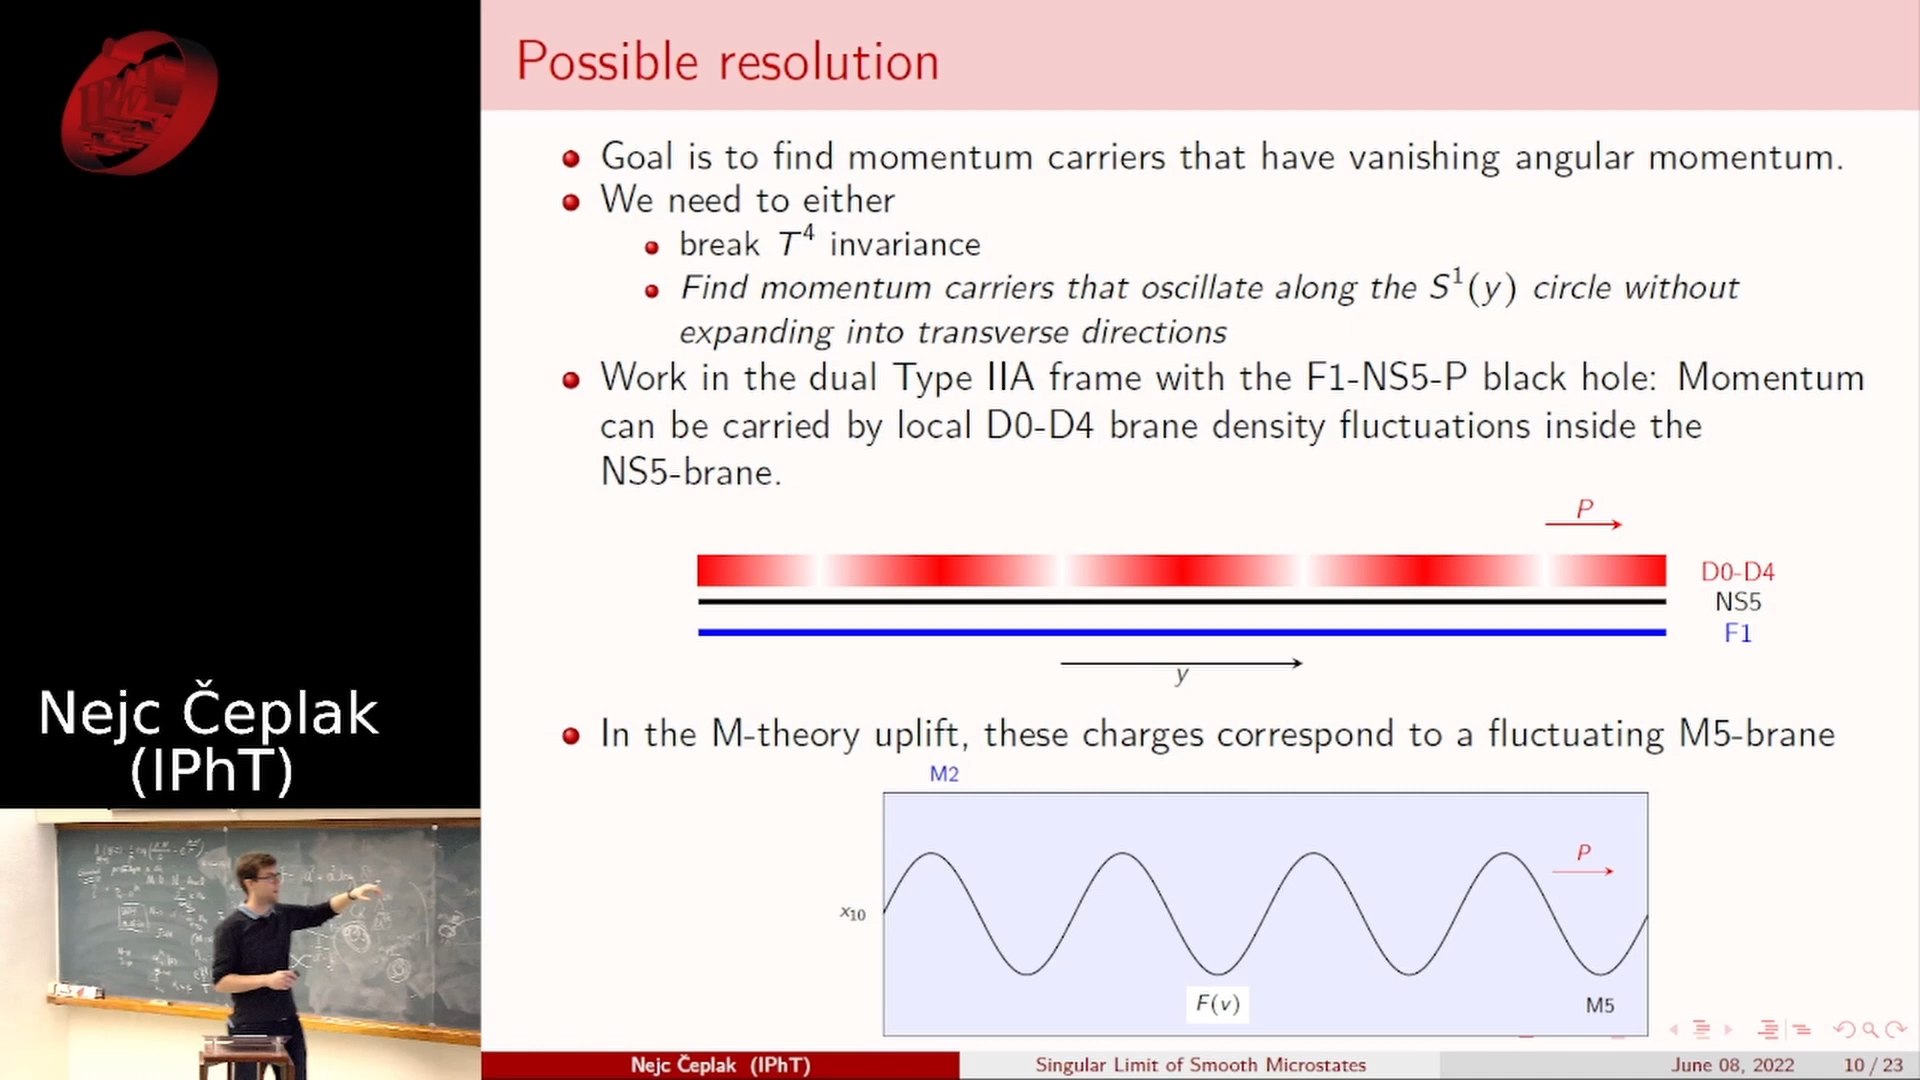 Possible resolution
Goal is to find momentum carriers that have vanishing angular momentum.
We need to either
break T⁴ invariance
Find momentum carriers that oscillate along the S¹(y) circle without
expanding into transverse directions
Work in the dual Type IIA frame with the F1-NS5-P black hole: Momentum
can be carried by local D0-D4 brane density fluctuations inside the
NS5-brane.
P
D0-D4
NS5
F1
y
In the M-theory uplift, these charges correspond to a fluctuating M5-brane
M2
P
x₁₀
F(v)
M5
Nejc Čeplak (IPhT)
Singular Limit of Smooth Microstates
June 08, 2022
10 / 23
IPhT
Nejc Čeplak
(IPhT)